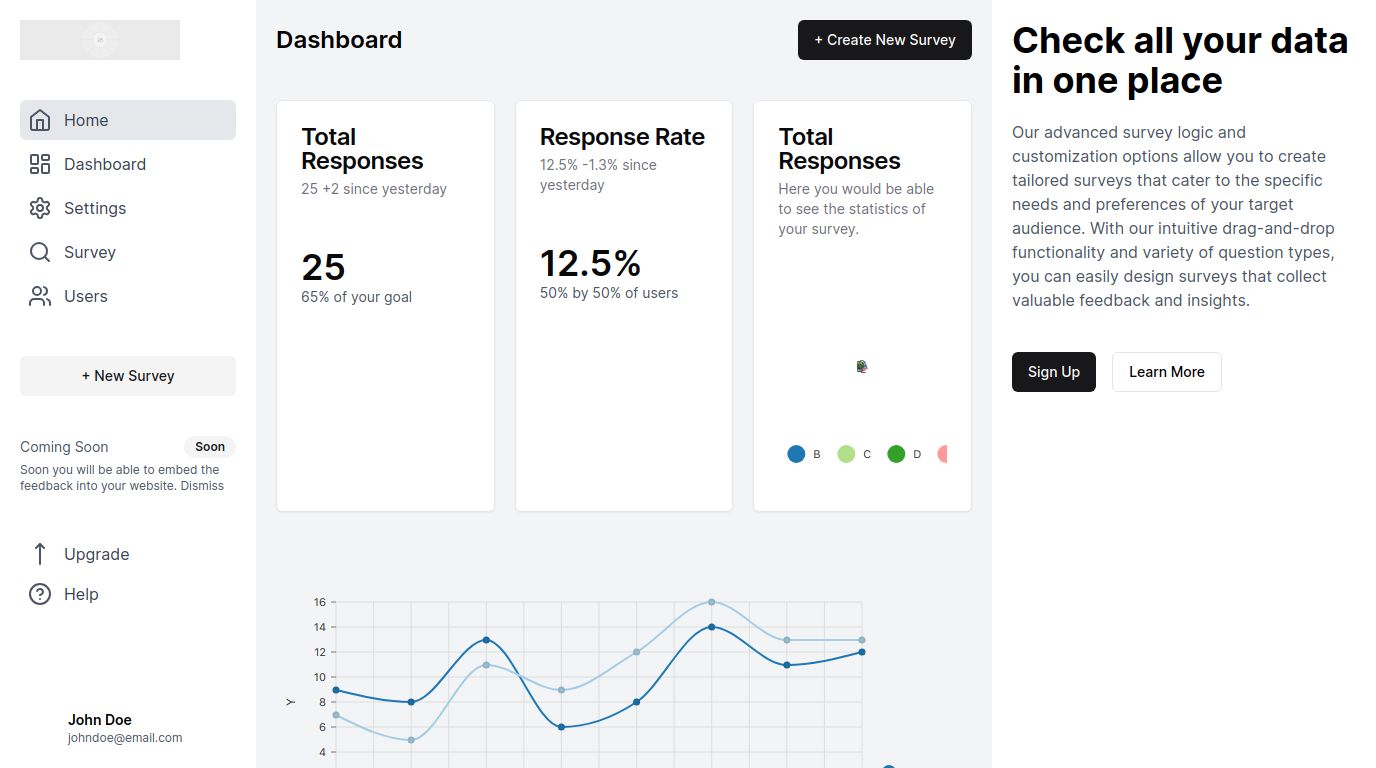 Home
Dashboard
Settings
Survey
Users
+ New Survey
Coming Soon
Soon
Soon you will be able to embed the
feedback into your website. Dismiss
Upgrade
Help
John Doe
johndoe@email.com
Dashboard
+ Create New Survey
Total
Responses
25 +2 since yesterday
25
65% of your goal
Response Rate
12.5% -1.3% since
yesterday
12.5%
50% by 50% of users
Total
Responses
Here you would be able
to see the statistics of
your survey.
B
C
D
16
14
12
10
8
6
4
Y
Check all your data
in one place
Our advanced survey logic and
customization options allow you to create
tailored surveys that cater to the specific
needs and preferences of your target
audience. With our intuitive drag-and-drop
functionality and variety of question types,
you can easily design surveys that collect
valuable feedback and insights.
Sign Up
Learn More